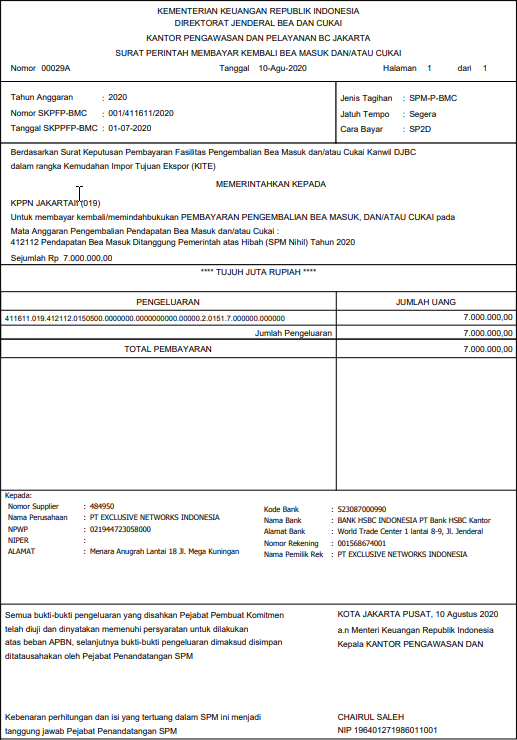 KEMENTERIAN KEUANGAN REPUBLIK INDONESIA
DIREKTORAT JENDERAL BEA DAN CUKAI
KANTOR PENGAWASAN DAN PELAYANAN BC JAKARTA
SURAT PERINTAH MEMBAYAR KEMBALI BEA MASUK DAN/ATAU CUKAI
Nomor 00029A Tanggal 10-Agu-2020 Halaman 1 dari 1
Tahun Anggaran : 2020
Nomor SKPFP-BMC : 001/411611/2020
Tanggal SKPPFP-BMC : 01-07-2020
Jenis Tagihan : SPM-P-BMC
Jatuh Tempo : Segera
Cara Bayar : SP2D
Berdasarkan Surat Keputusan Pembayaran Fasilitas Pengembalian Bea Masuk dan/atau Cukai Kanwil DJBC
dalam rangka Kemudahan Impor Tujuan Ekspor (KITE)
MEMERINTAHKAN KEPADA
KPPN JAKARTAII (019)
Untuk membayar kembali/memindahbukukan PEMBAYARAN PENGEMBALIAN BEA MASUK, DAN/ATAU CUKAI pada
Mata Anggaran Pengembalian Pendapatan Bea Masuk dan/atau Cukai :
412112 Pendapatan Bea Masuk Ditanggung Pemerintah atas Hibah (SPM Nihil) Tahun 2020
Sejumlah Rp 7.000.000,00
**** TUJUH JUTA RUPIAH ****
PENGELUARAN JUMLAH UANG
411611.019.412112.0150500.0000000.0000000000.00000.2.0151.7.000000.000000 7.000.000,00
Jumlah Pengeluaran 7.000.000,00
TOTAL PEMBAYARAN 7.000.000,00
Kepada:
Nomor Supplier : 484950
Nama Perusahaan : PT EXCLUSIVE NETWORKS INDONESIA
NPWP : 021944723058000
NIPER :
ALAMAT : Menara Anugrah Lantai 18 Jl. Mega Kuningan
Kode Bank : 523087000990
Nama Bank : BANK HSBC INDONESIA PT Bank HSBC Kantor
Alamat Bank : World Trade Center 1 lantai 8-9, Jl. Jenderal
Nomor Rekening : 001568674001
Nama Pemilik Rek : PT EXCLUSIVE NETWORKS INDONESIA
Semua bukti-bukti pengeluaran yang disahkan Pejabat Pembuat Komitmen
telah diuji dan dinyatakan memenuhi persyaratan untuk dilakukan
atas beban APBN, selanjutnya bukti-bukti pengeluaran dimaksud disimpan
ditatausahakan oleh Pejabat Penandatangan SPM
KOTA JAKARTA PUSAT, 10 Agustus 2020
a.n Menteri Keuangan Republik Indonesia
Kepala KANTOR PENGAWASAN DAN
Kebenaran perhitungan dan isi yang tertuang dalam SPM ini menjadi
tanggung jawab Pejabat Penandatangan SPM
CHAIRUL SALEH
NIP 196401271986011001